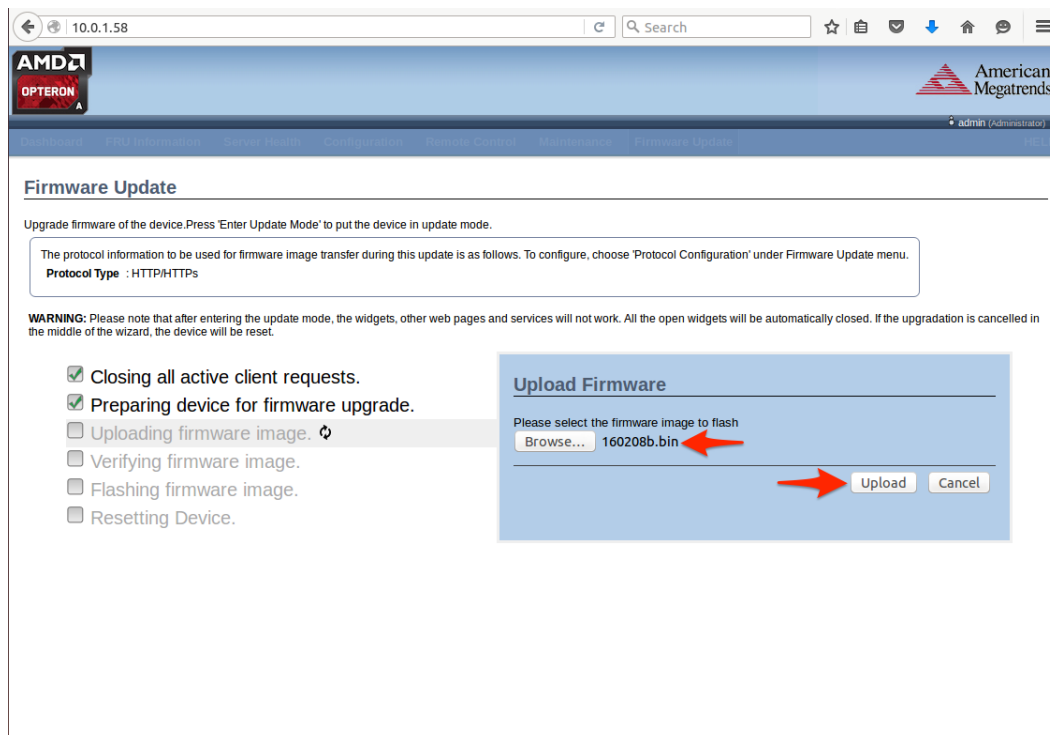 10.0.1.58
Search
AMD
OPTERON
A
American
Megatrends
admin (Administrator)
Dashboard FRU Information Server Health Configuration Remote Control Maintenance Firmware Update HEL
Firmware Update
Upgrade firmware of the device.Press 'Enter Update Mode' to put the device in update mode.
The protocol information to be used for firmware image transfer during this update is as follows. To configure, choose 'Protocol Configuration' under Firmware Update menu.
Protocol Type : HTTP/HTTPs
WARNING: Please note that after entering the update mode, the widgets, other web pages and services will not work. All the open widgets will be automatically closed. If the upgradation is cancelled in
the middle of the wizard, the device will be reset.
Closing all active client requests.
Preparing device for firmware upgrade.
Uploading firmware image.
Verifying firmware image.
Flashing firmware image.
Resetting Device.
Upload Firmware
Please select the firmware image to flash
Browse... 160208b.bin
Upload Cancel